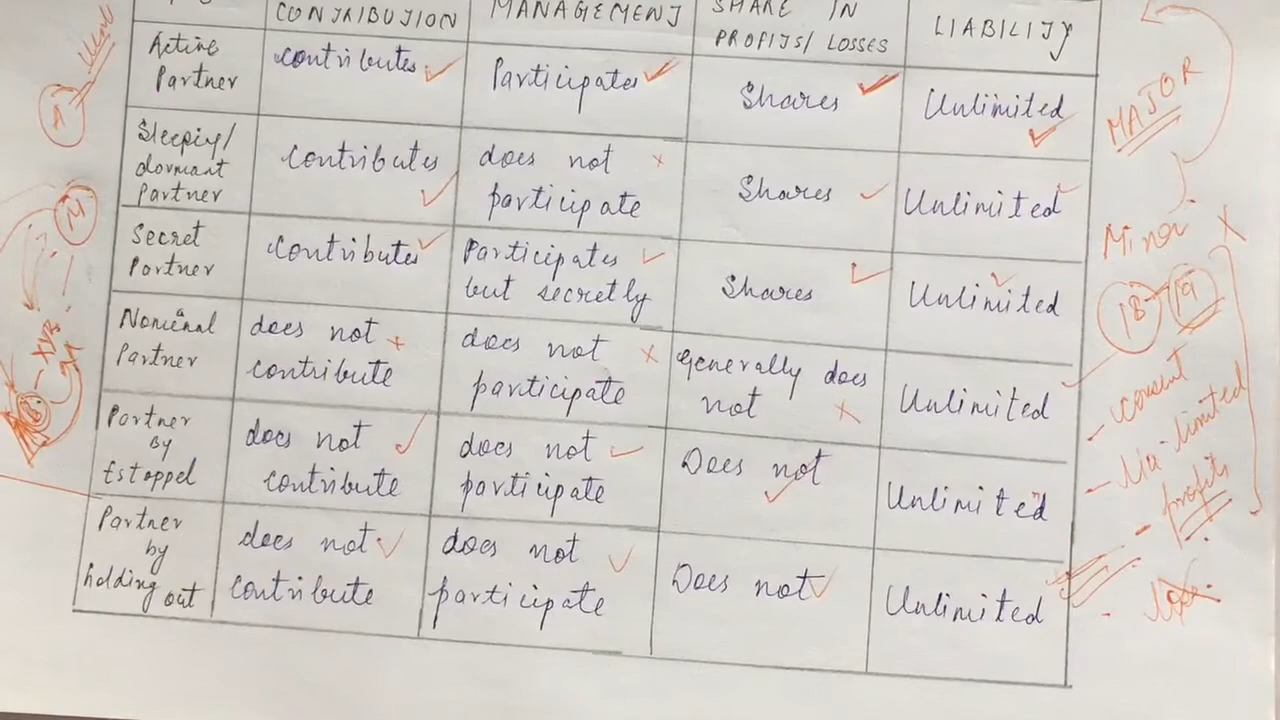 CONTRIBUTION
MANAGEMENT
SHARE IN
PROFITS/ LOSSES
LIABILITY
Active
Partner
contributes
Participates
Shares
Unlimited
Sleeping/
dormant
Partner
contributes
does not
participate
Shares
Unlimited
Secret
Partner
contributes
Participates
but secretly
Shares
Unlimited
Nominal
Partner
does not
contribute
does not
participate
generally does
not
Unlimited
Partner
By
Estoppel
does not
contribute
does not
participate
Does not
Unlimited
Partner
by
holding out
does not
contribute
does not
participate
Does not
Unlimited
MAJOR
Minor
18 - 19
- consent
- limited
- profits
A
M